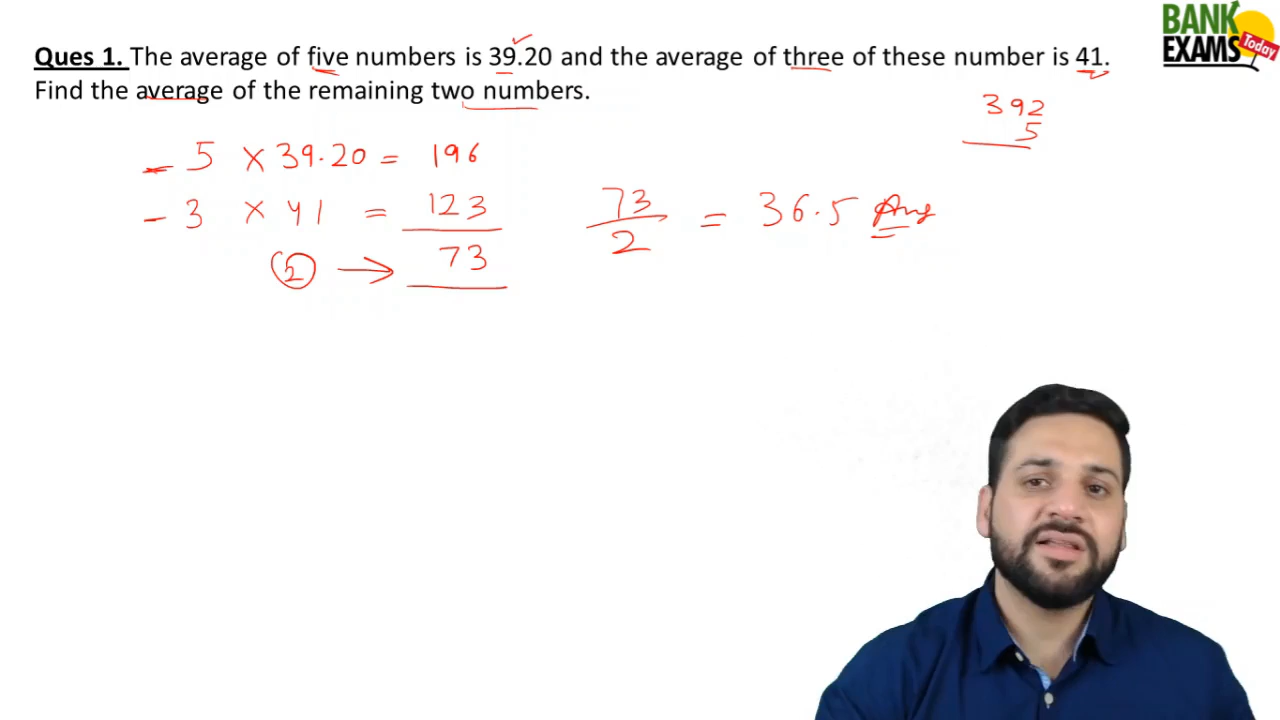 BANK
EXAMS Today
Ques 1. The average of five numbers is 39.20 and the average of three of these number is 41.
Find the average of the remaining two numbers.
392
5
5 × 39.20 = 196
3 × 41 = 123
2 → 73
73/2 = 36.5 Ans